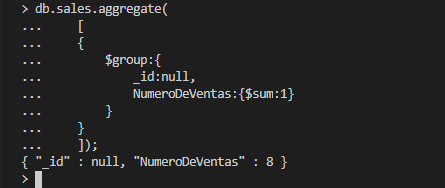 > db.sales.aggregate(
...     [
...     {
...         $group:{
...             _id:null,
...             NumeroDeVentas:{$sum:1}
...         }
...     }
...     ]);
{ "_id" : null, "NumeroDeVentas" : 8 }
>